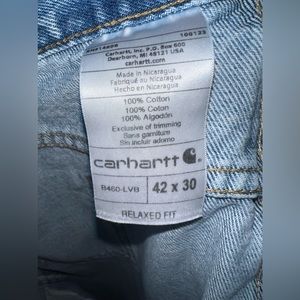 Carhartt, Inc. P.O. Box 600
Dearborn, MI 48121 USA
carhartt.com
Made in Nicaragua
Fabriqué au Nicaragua
Hecho en Nicaragua
100% Cotton
100% Coton
100% Algodón
Exclusive of trimming
Sans garniture
Sin incluir adorno
carhartt
B460-LVB
42 x 30
RELAXED FIT